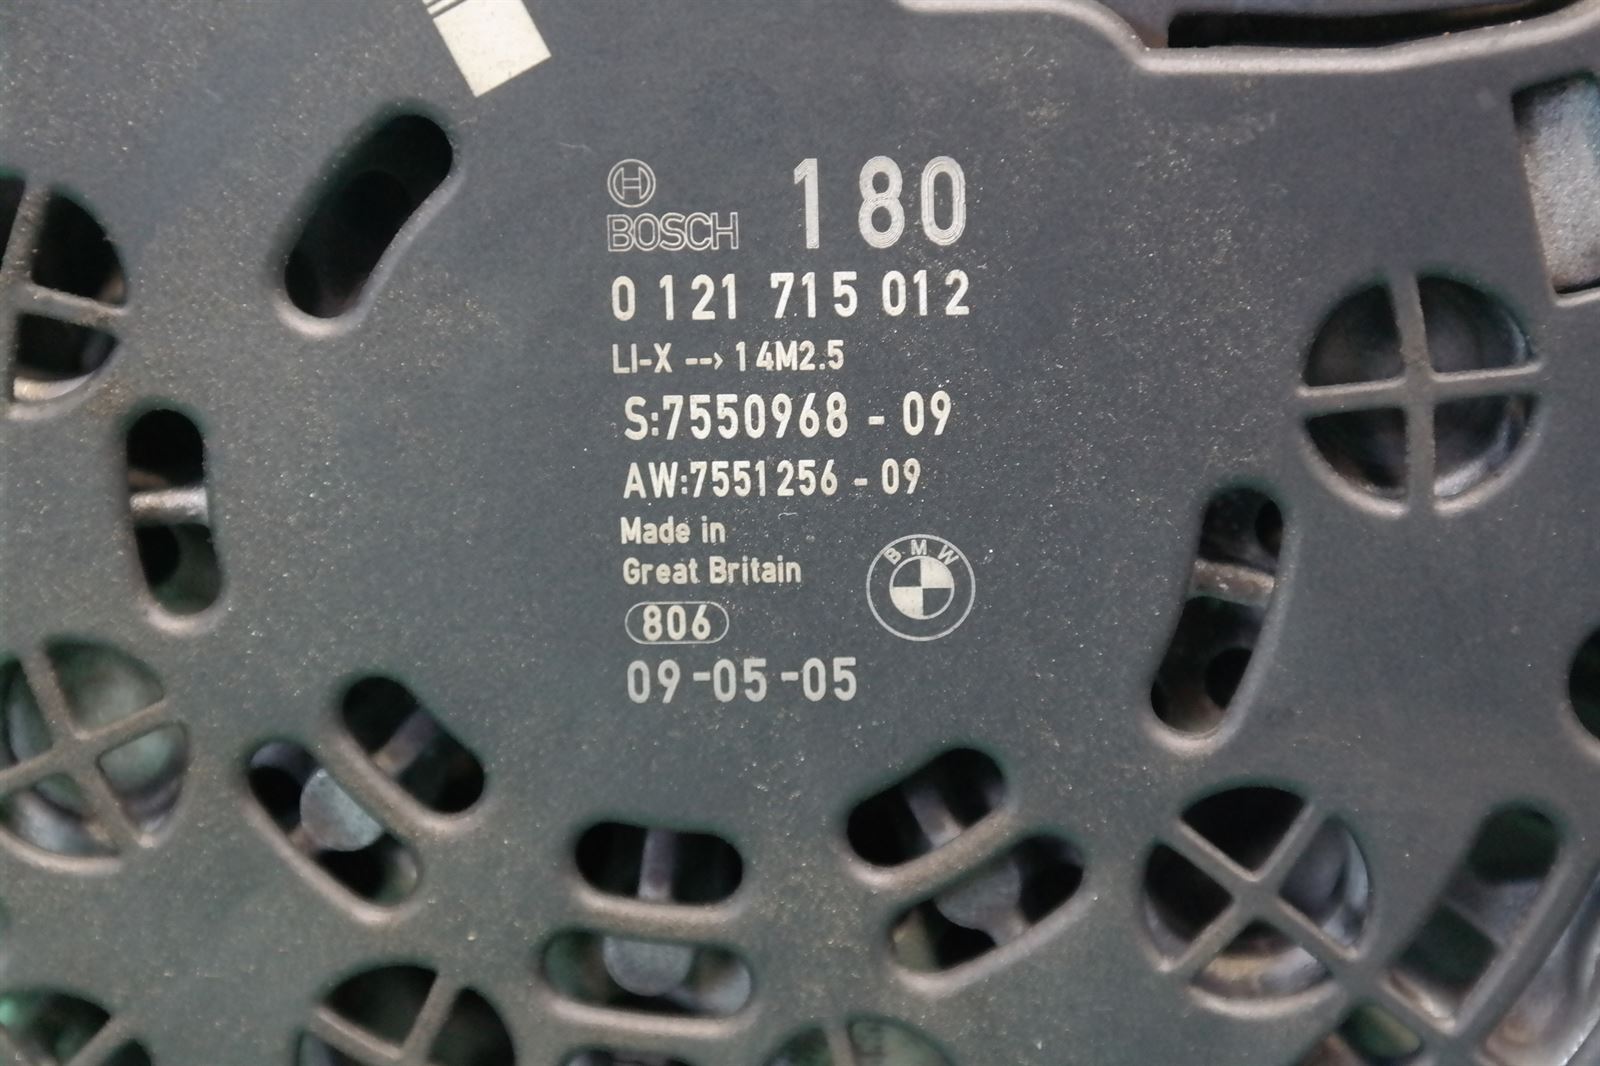 BOSCH 180
0 121 715 012
LI-X --> 14M2.5
S:7550968 - 09
AW:7551256 - 09
Made in
Great Britain
BMW
806
09-05-05